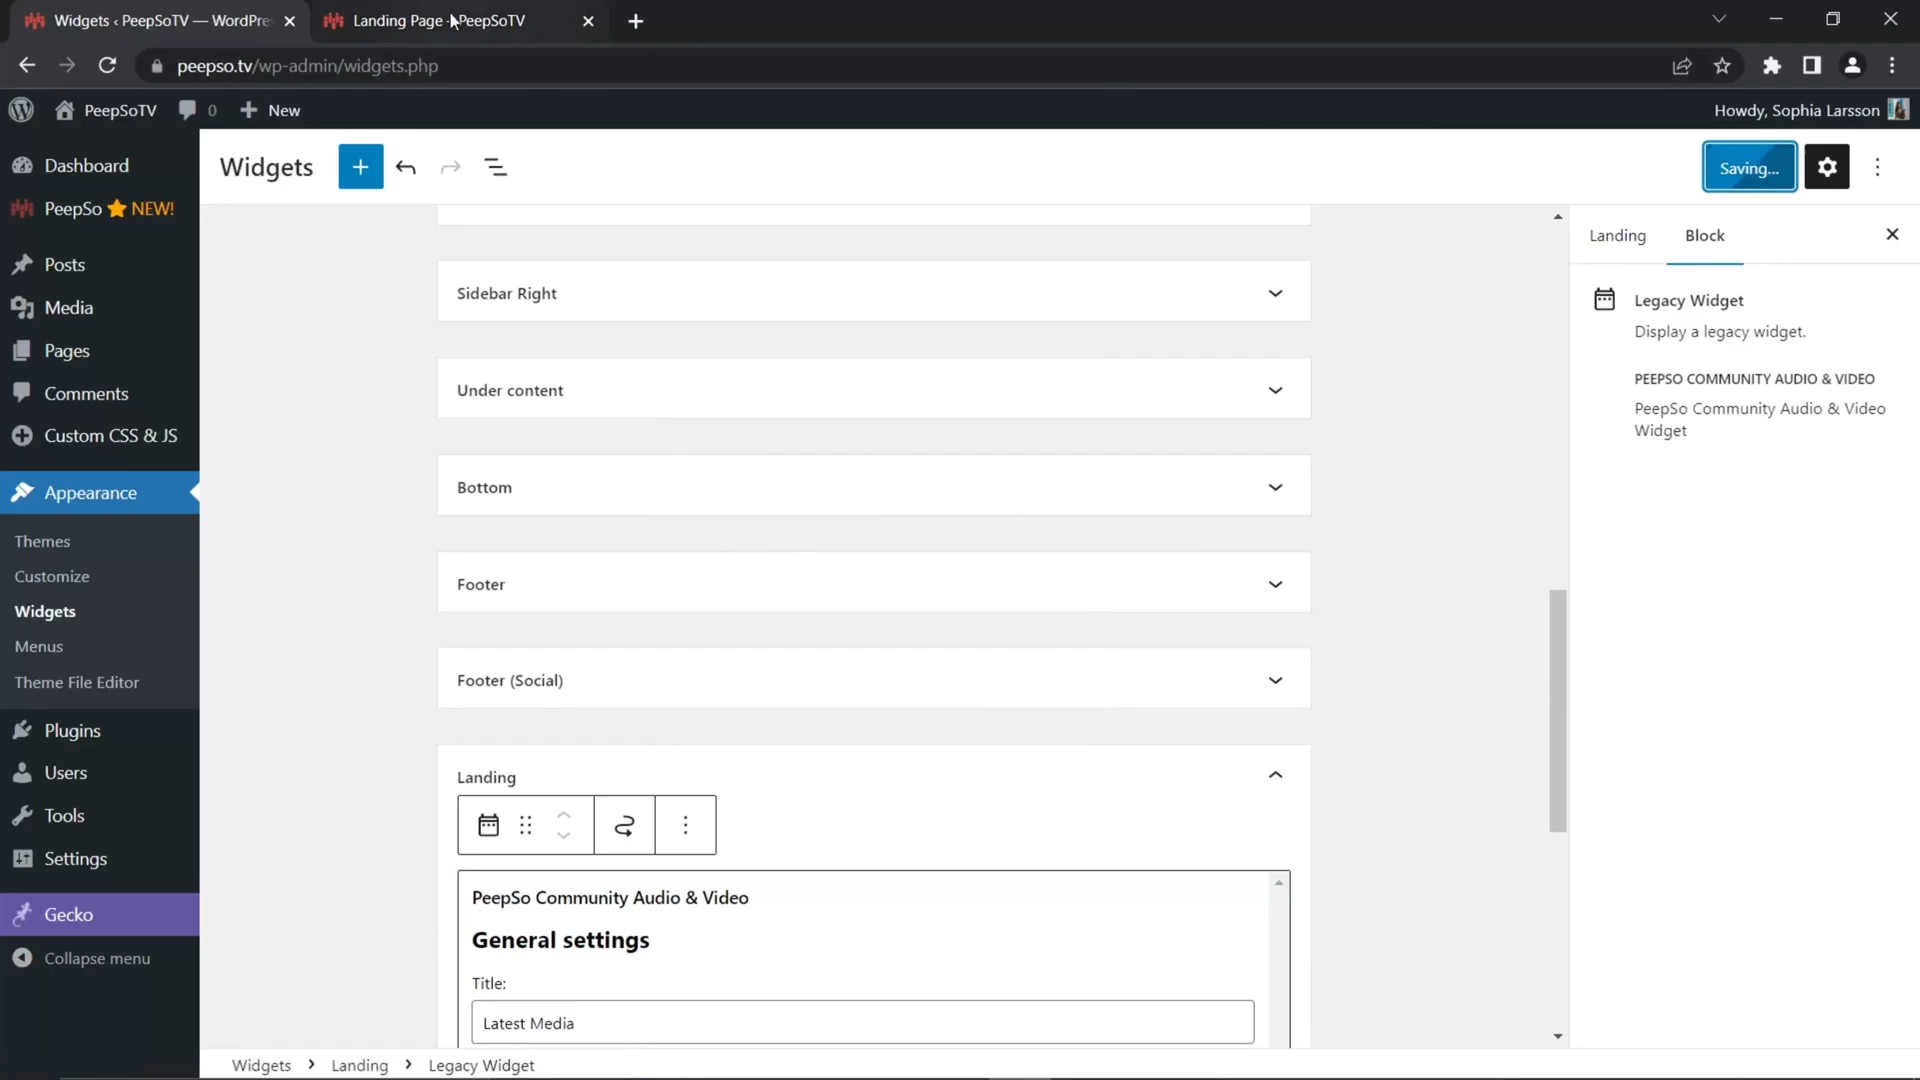 Widgets ‹ PeepSoTV — WordPre
Landing Page - PeepSoTV
peepso.tv/wp-admin/widgets.php
PeepSoTV
0
New
Howdy, Sophia Larsson
Dashboard
PeepSo ⭐ NEW!
Posts
Media
Pages
Comments
Custom CSS & JS
Appearance
Themes
Customize
Widgets
Menus
Theme File Editor
Plugins
Users
Tools
Settings
Gecko
Collapse menu
Widgets
Saving...
Sidebar Right
Under content
Bottom
Footer
Footer (Social)
Landing
PeepSo Community Audio & Video
General settings
Title:
Latest Media
Landing
Block
Legacy Widget
Display a legacy widget.
PEEPSO COMMUNITY AUDIO & VIDEO
PeepSo Community Audio & Video
Widget
Widgets › Landing › Legacy Widget